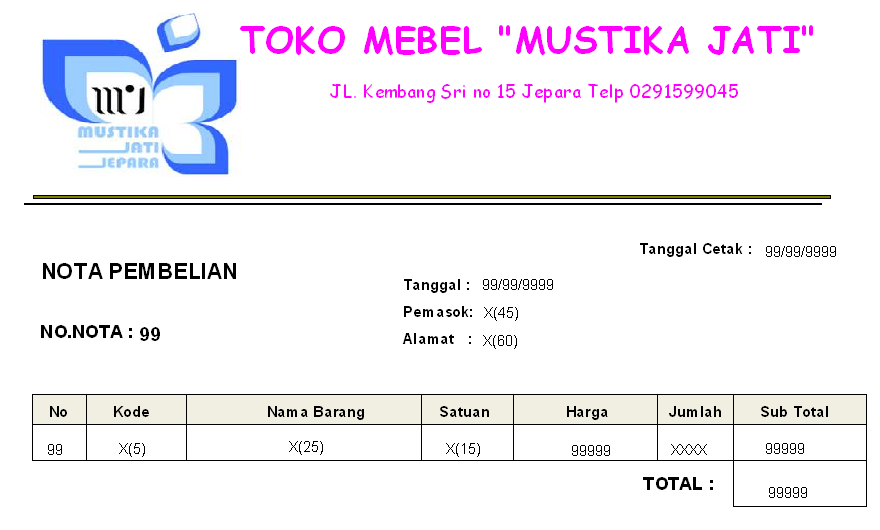 TOKO MEBEL "MUSTIKA JATI"
JL. Kembang Sri no 15 Jepara Telp 0291599045
mj
MUSTIKA
JATI
JEPARA
Tanggal Cetak : 99/99/9999
NOTA PEMBELIAN
Tanggal : 99/99/9999
Pemasok: X(45)
NO.NOTA : 99
Alamat : X(60)
No Kode Nama Barang Satuan Harga Jumlah Sub Total
99 X(5) X(25) X(15) 99999 XXXX 99999
TOTAL : 99999